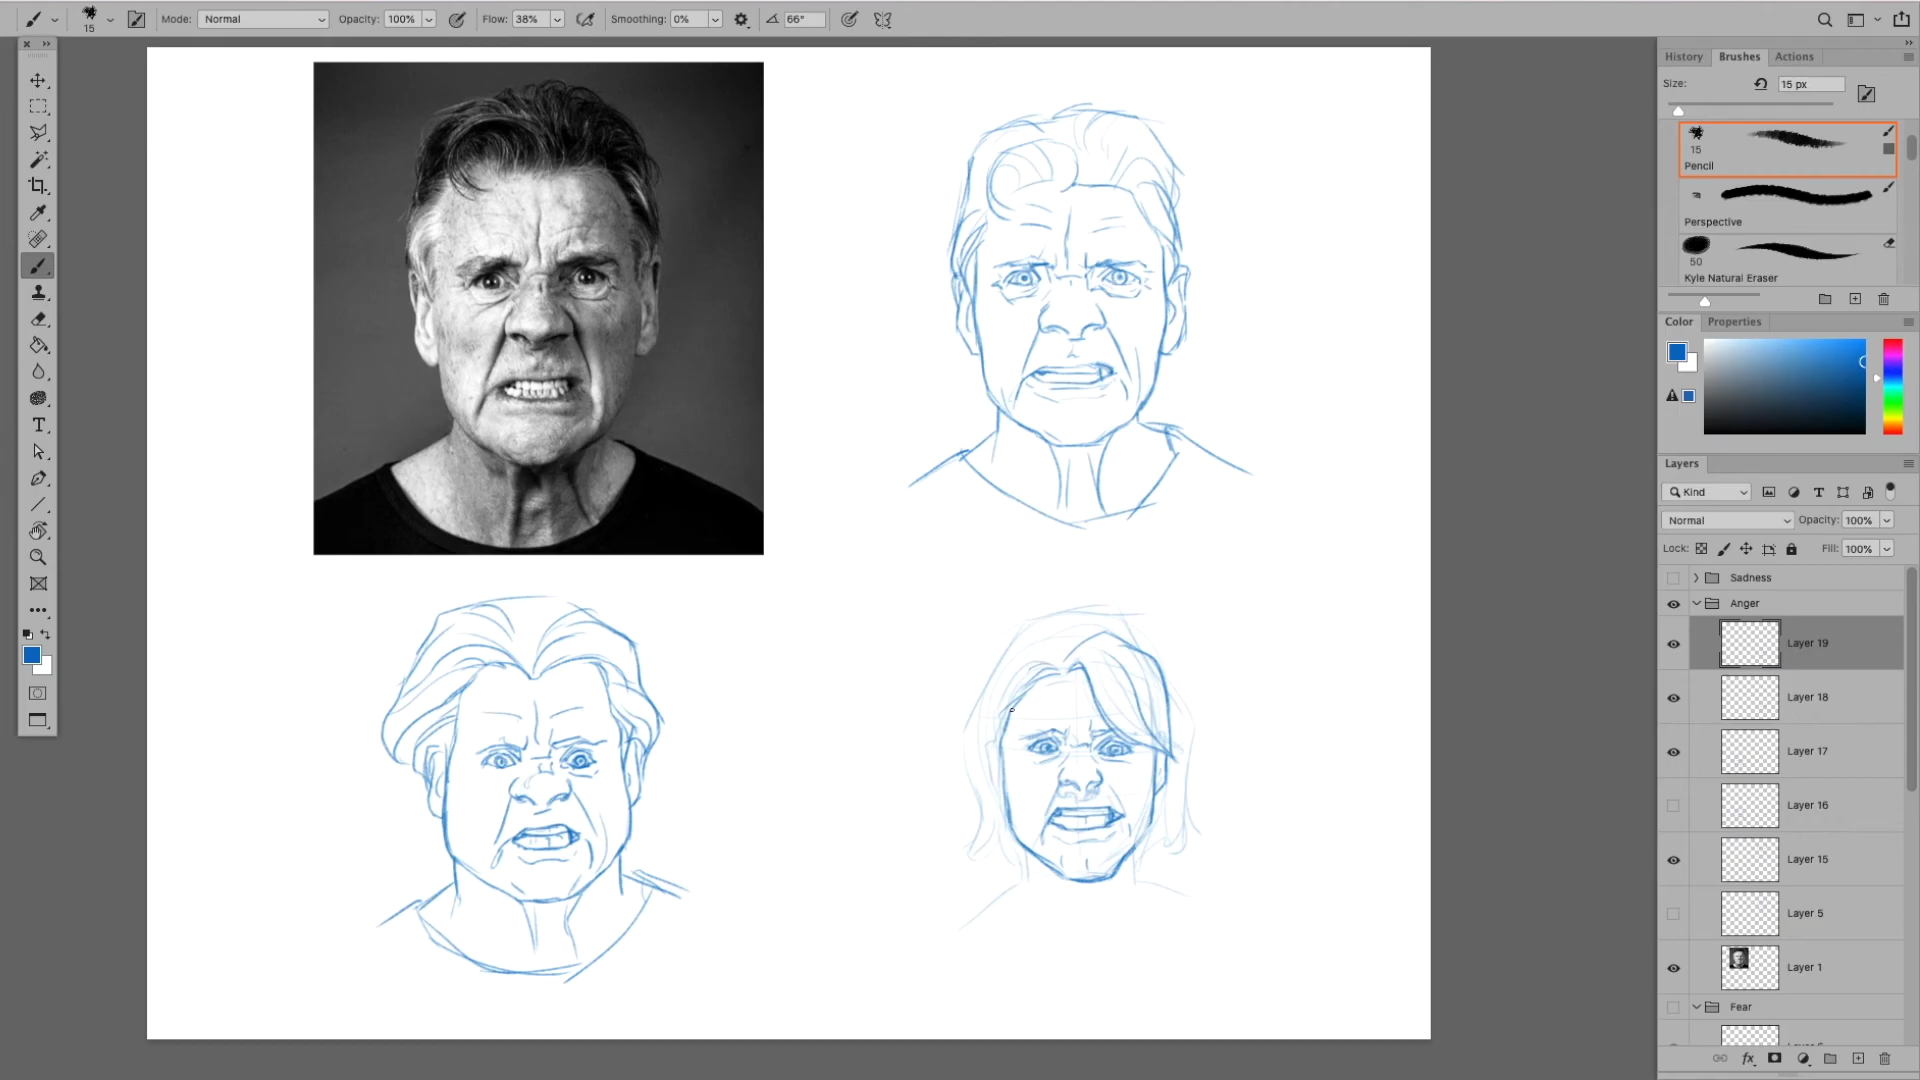 15
Mode: Normal
Opacity: 100%
Flow: 38%
Smoothing: 0%
66°
History
Brushes
Actions
Size:
15 px
15
Pencil
Perspective
50
Kyle Natural Eraser
Color
Properties
Layers
Kind
Normal
Opacity: 100%
Lock:
Fill: 100%
Sadness
Anger
Layer 19
Layer 18
Layer 17
Layer 16
Layer 15
Layer 5
Layer 1
Fear
fx